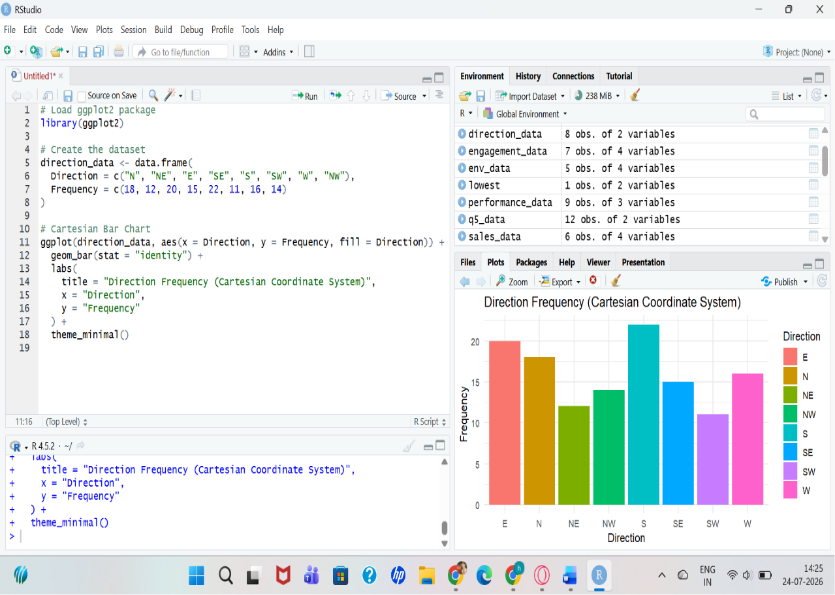 RStudio
File Edit Code View Plots Session Build Debug Profile Tools Help
Go to file/function Addins Project: (None)
Untitled1*
Source on Save Run Source
1 # Load ggplot2 package
2 library(ggplot2)
3
4 # Create the dataset
5 direction_data <- data.frame(
6 Direction = c("N", "NE", "E", "SE", "S", "SW", "W", "NW"),
7 Frequency = c(18, 12, 20, 15, 22, 11, 16, 14)
8 )
9
10 # Cartesian Bar Chart
11 ggplot(direction_data, aes(x = Direction, y = Frequency, fill = Direction)) +
12 geom_bar(stat = "identity") +
13 labs(
14 title = "Direction Frequency (Cartesian Coordinate System)",
15 x = "Direction",
16 y = "Frequency"
17 ) +
18 theme_minimal()
19
11:16 (Top Level) R Script
R 4.5.2 · ~/
+ labs(
+ title = "Direction Frequency (Cartesian Coordinate System)",
+ x = "Direction",
+ y = "Frequency"
+ ) +
+ theme_minimal()
>
Environment History Connections Tutorial
Import Dataset 238 MiB List
R Global Environment
direction_data 8 obs. of 2 variables
engagement_data 7 obs. of 4 variables
env_data 5 obs. of 4 variables
lowest 1 obs. of 2 variables
performance_data 9 obs. of 3 variables
q5_data 12 obs. of 2 variables
sales_data 6 obs. of 4 variables
Files Plots Packages Help Viewer Presentation
Zoom Export Publish
Direction Frequency (Cartesian Coordinate System)
Frequency
20
15
10
5
0
E N NE NW S SE SW W
Direction
Direction
E
N
NE
NW
S
SE
SW
W
ENG
IN
14:25
24-07-2026